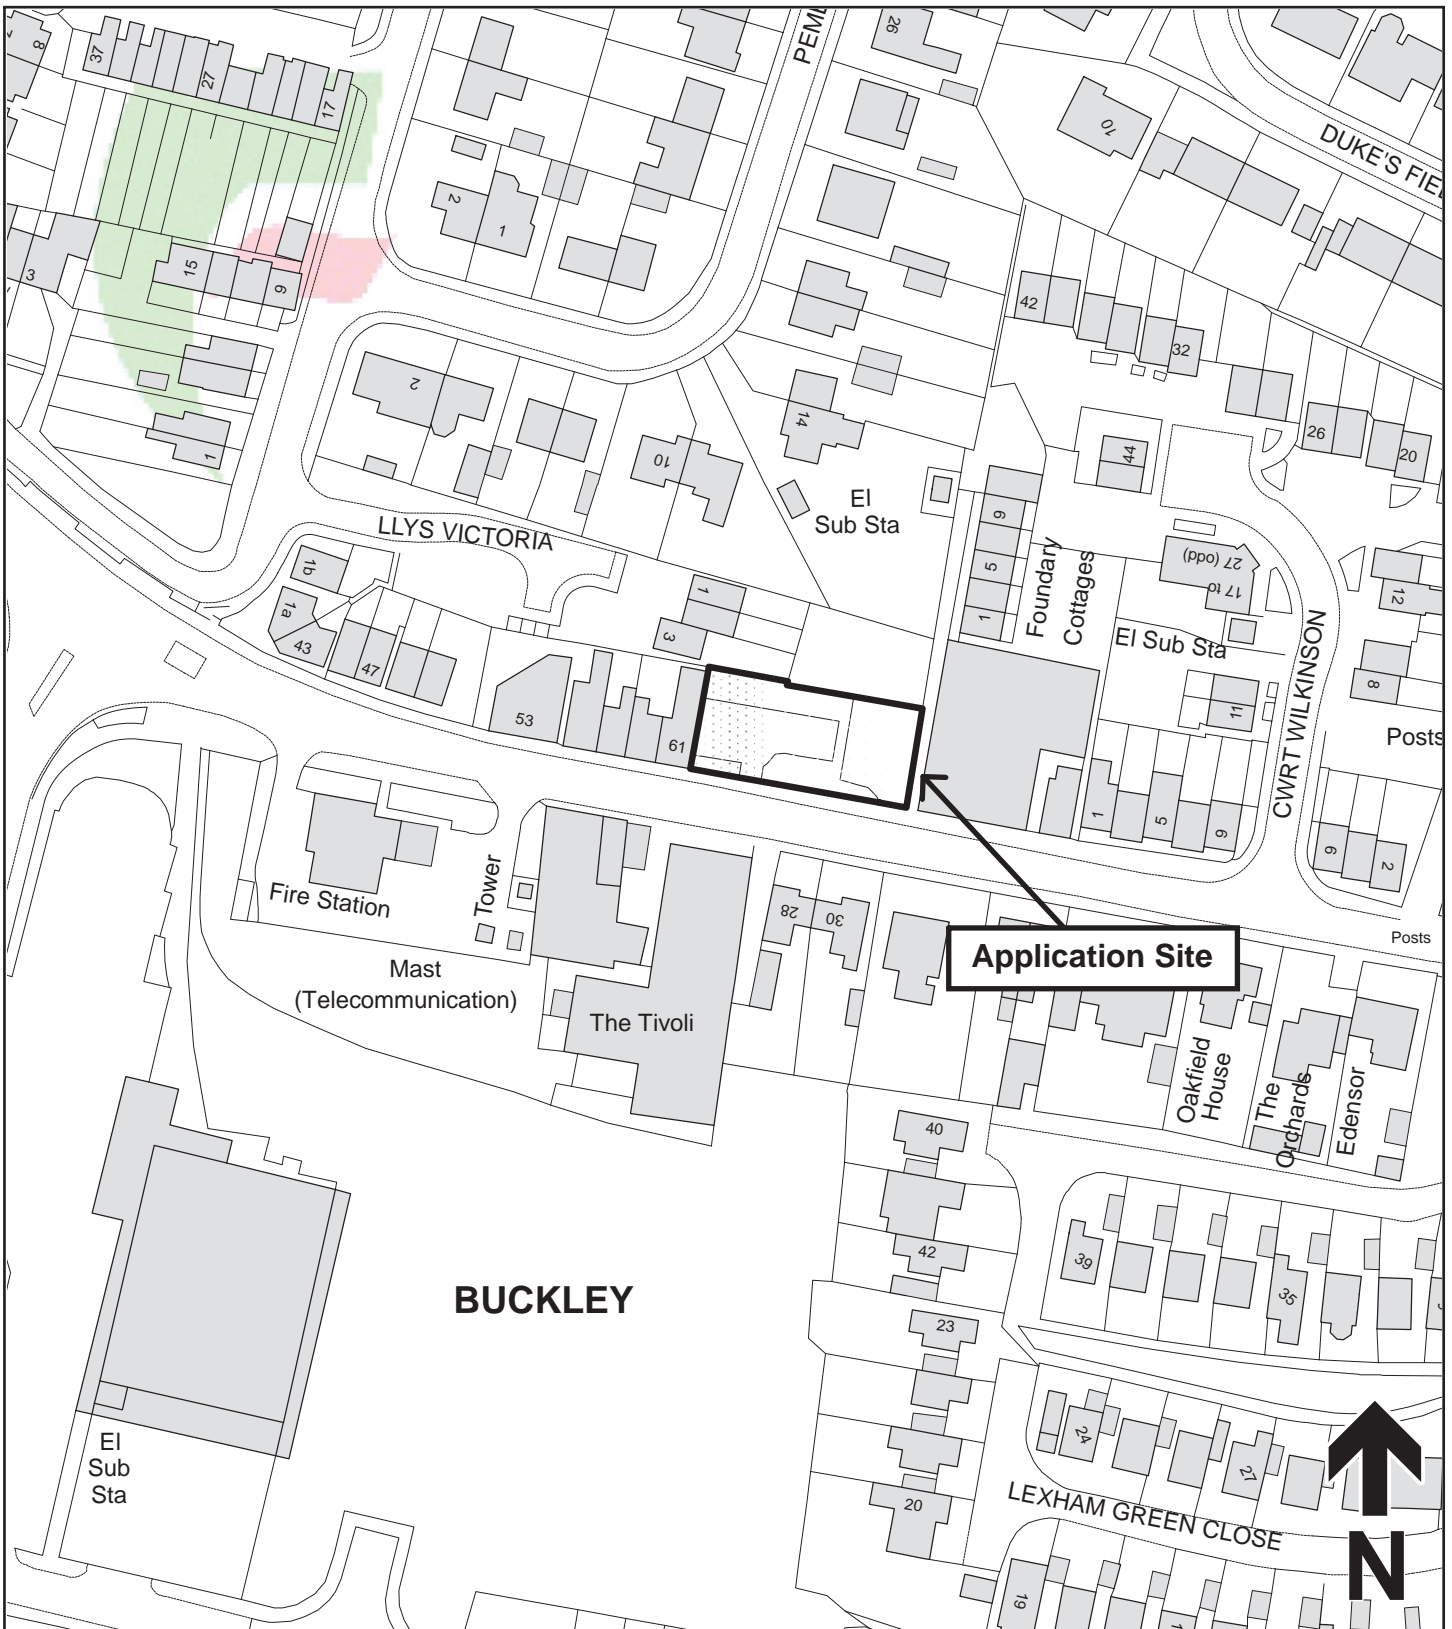 8
37
27
17
PEME
26
70
DUKE'S FIE
2
1
3
15
9
42
32
2
14
10
26
20
44
El
Sub Sta
6
5
1
Foundary
Cottages
27 (odd)
17 to
El Sub Sta
12
8
11
CWRT WILKINSON
Posts
1
LLYS VICTORIA
1b
1a
43
47
1
3
53
61
1
5
9
6
2
Fire Station
Tower
Mast
(Telecommunication)
The Tivoli
28
30
Application Site
Posts
Oakfield
House
The
Orchards
Edensor
40
42
39
35
BUCKLEY
23
24
27
20
LEXHAM GREEN CLOSE
19
El
Sub
Sta
N